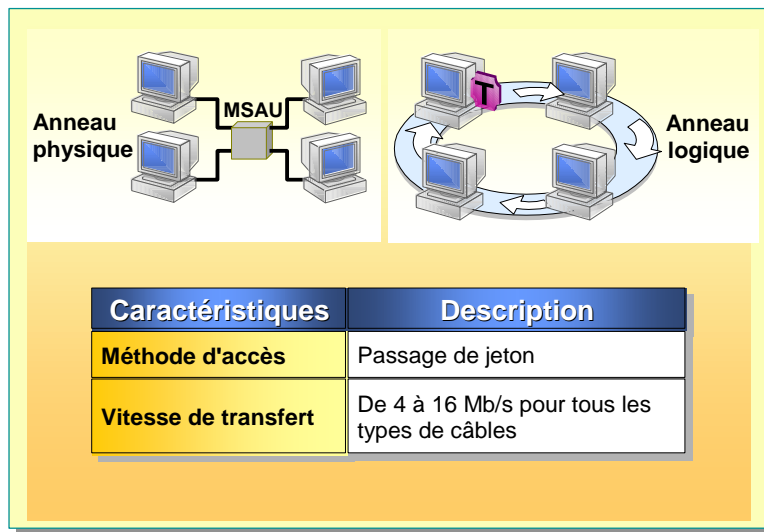 Anneau
physique
MSAU
T
Anneau
logique
Caractéristiques Description
Méthode d'accès Passage de jeton
Vitesse de transfert De 4 à 16 Mb/s pour tous les
types de câbles